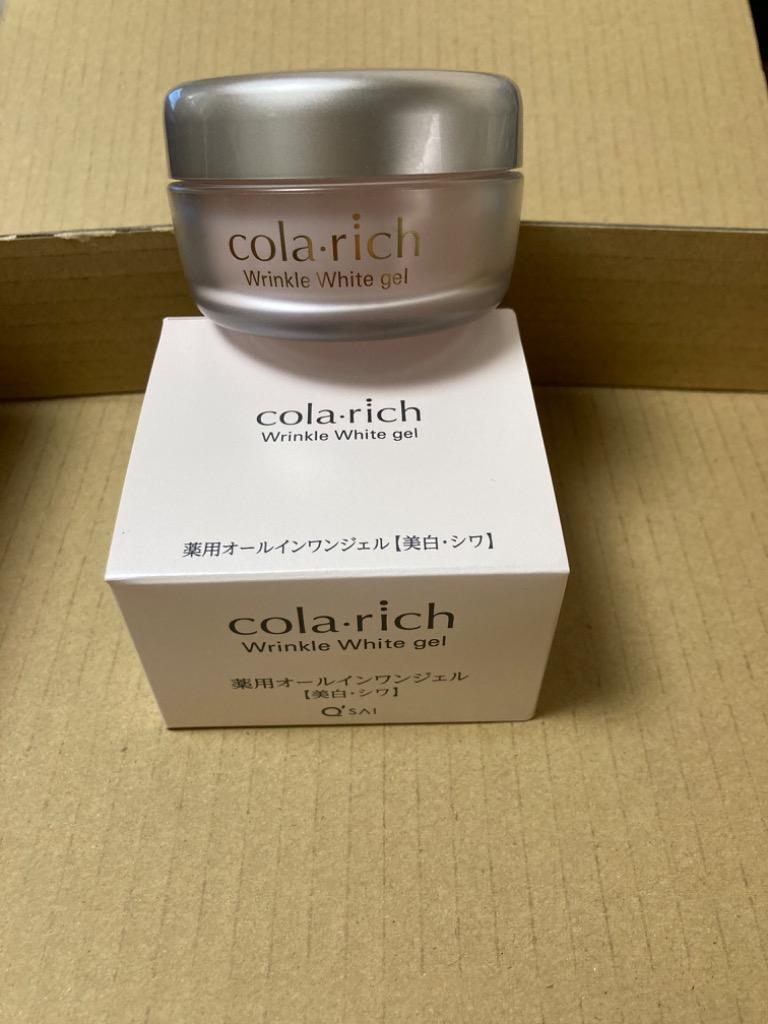 cola·rich
Wrinkle White gel
cola·rich
Wrinkle White gel
薬用オールインワンジェル【美白・シワ】
cola·rich
Wrinkle White gel
薬用オールインワンジェル
【美白・シワ】
Q'SAI